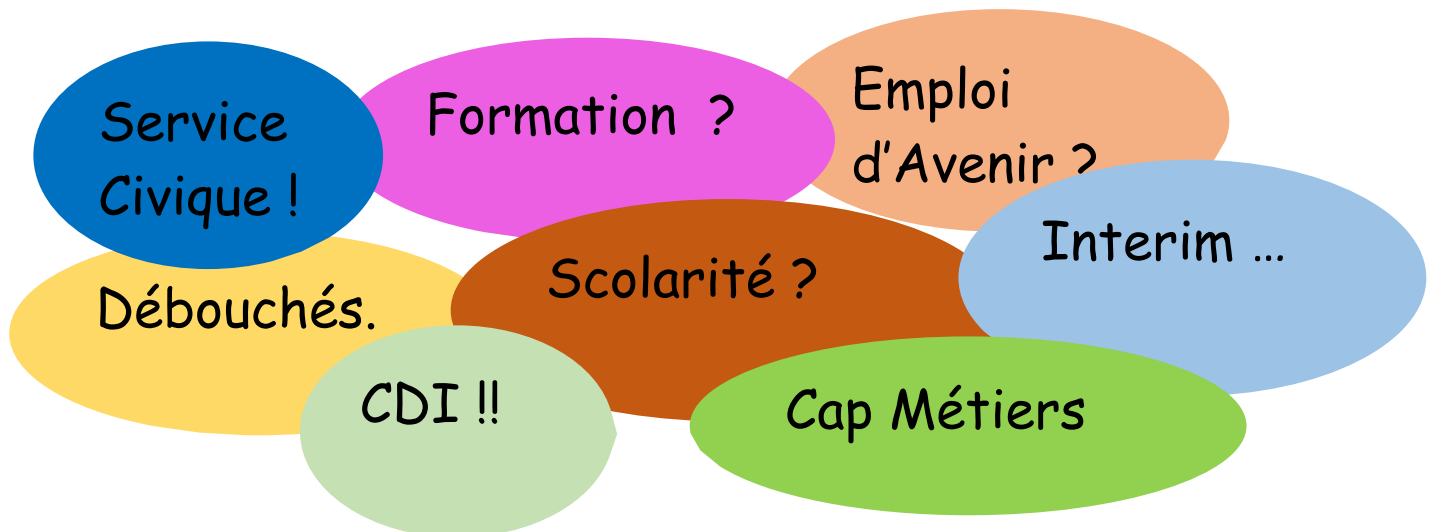 Service
Civique !
Formation ?
Emploi
d’Avenir ?
Interim …
Scolarité ?
Débouchés.
CDI !!
Cap Métiers